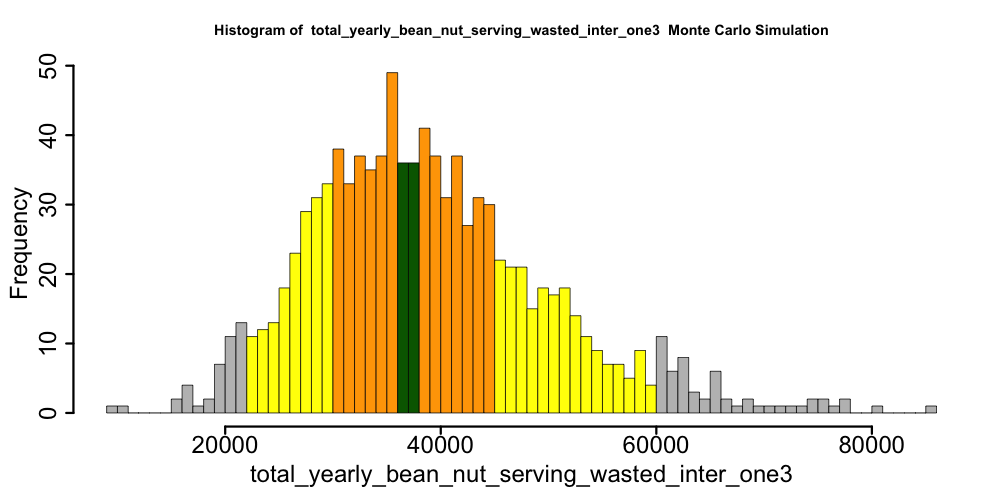 Histogram of  total_yearly_bean_nut_serving_wasted_inter_one3  Monte Carlo Simulation
50
40
30
20
10
0
Frequency
20000 40000 60000 80000
total_yearly_bean_nut_serving_wasted_inter_one3